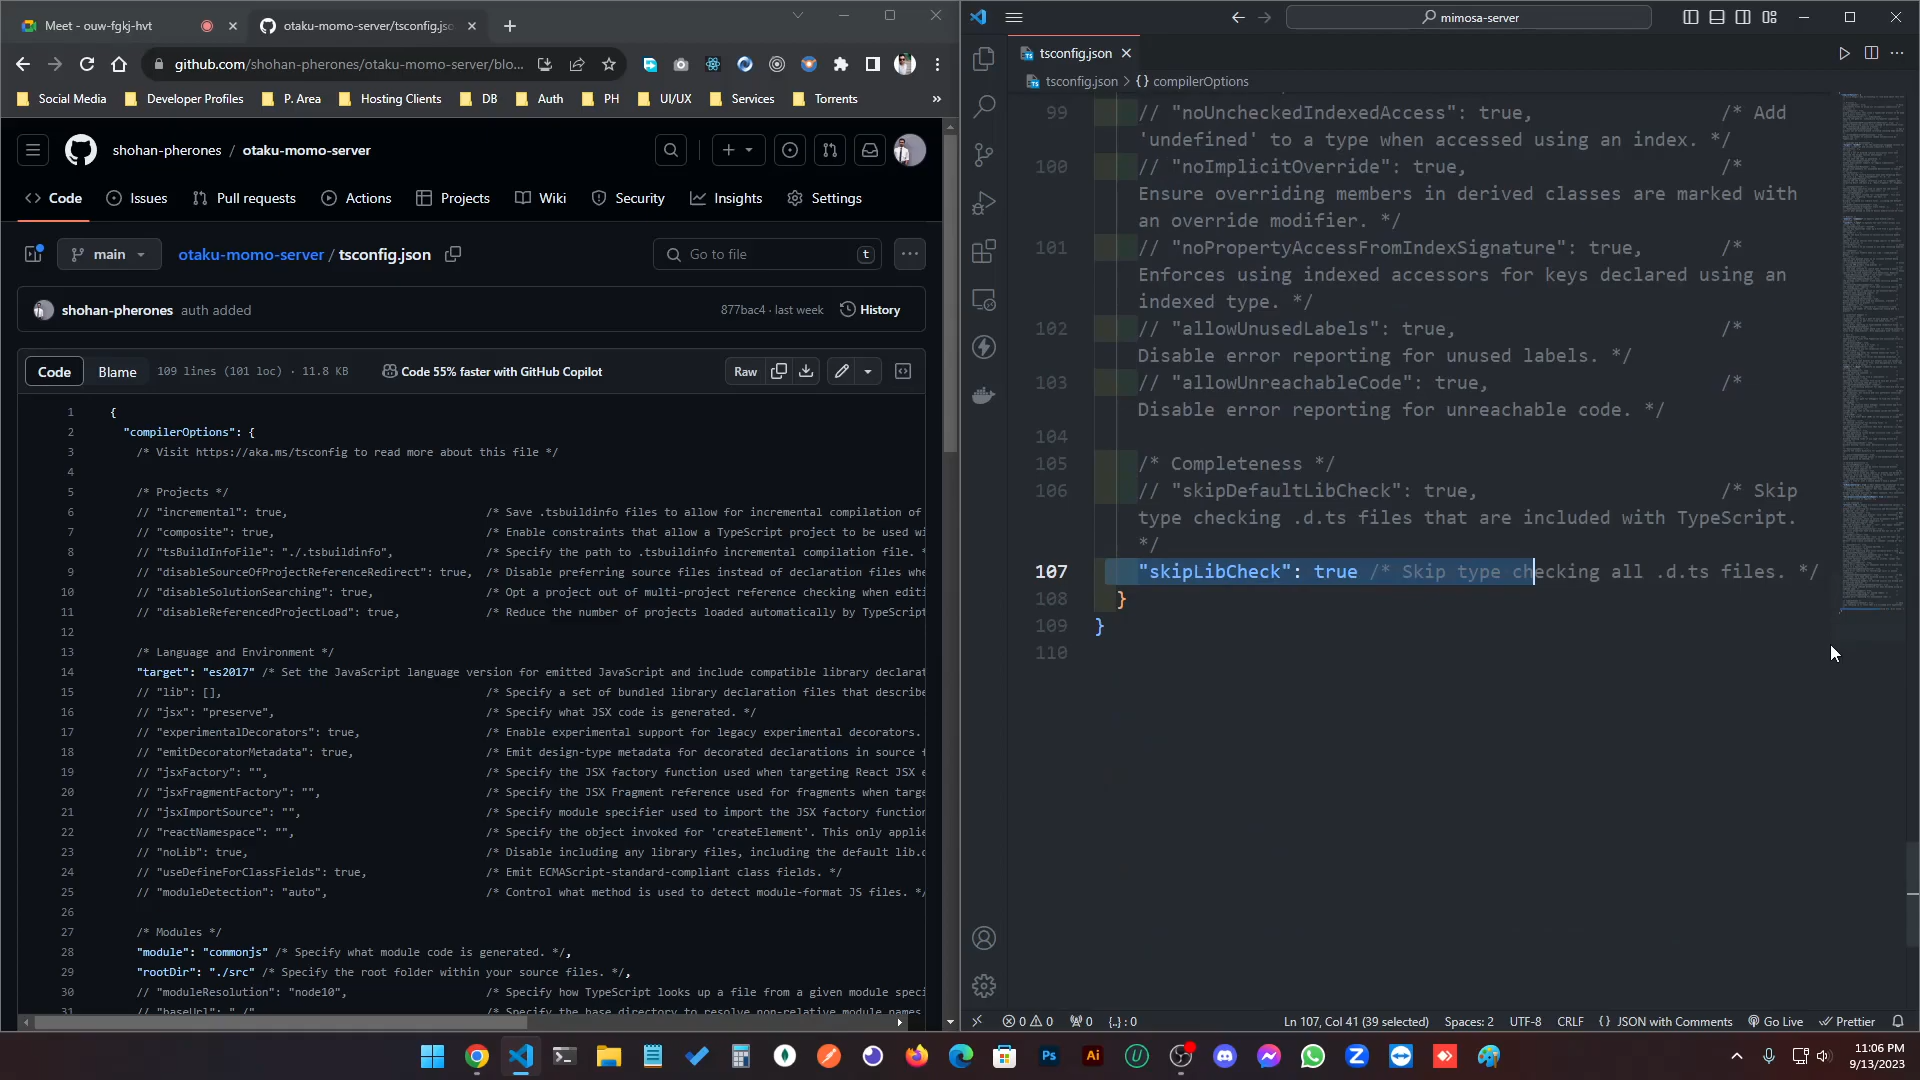 Meet - ouw-fgkj-hvt
otaku-momo-server/tsconfig.jso
github.com/shohan-pherones/otaku-momo-server/blo...
Social Media
Developer Profiles
P. Area
Hosting Clients
DB
Auth
PH
UI/UX
Services
Torrents
»
shohan-pherones / otaku-momo-server
Code
Issues
Pull requests
Actions
Projects
Wiki
Security
Insights
Settings
main
otaku-momo-server / tsconfig.json
Go to file
t
shohan-pherones auth added
877bac4 · last week
History
Code
Blame
109 lines (101 loc) · 11.8 KB
Code 55% faster with GitHub Copilot
Raw
1 {
2 "compilerOptions": {
3 /* Visit https://aka.ms/tsconfig to read more about this file */
4
5 /* Projects */
6 // "incremental": true, /* Save .tsbuildinfo files to allow for incremental compilation of
7 // "composite": true, /* Enable constraints that allow a TypeScript project to be used wi
8 // "tsBuildInfoFile": "./.tsbuildinfo", /* Specify the path to .tsbuildinfo incremental compilation file. *
9 // "disableSourceOfProjectReferenceRedirect": true, /* Disable preferring source files instead of declaration files whe
10 // "disableSolutionSearching": true, /* Opt a project out of multi-project reference checking when editi
11 // "disableReferencedProjectLoad": true, /* Reduce the number of projects loaded automatically by TypeScript
12
13 /* Language and Environment */
14 "target": "es2017" /* Set the JavaScript language version for emitted JavaScript and include compatible library declarat
15 // "lib": [], /* Specify a set of bundled library declaration files that describe
16 // "jsx": "preserve", /* Specify what JSX code is generated. */
17 // "experimentalDecorators": true, /* Enable experimental support for legacy experimental decorators.
18 // "emitDecoratorMetadata": true, /* Emit design-type metadata for decorated declarations in source f
19 // "jsxFactory": "", /* Specify the JSX factory function used when targeting React JSX e
20 // "jsxFragmentFactory": "", /* Specify the JSX Fragment reference used for fragments when targe
21 // "jsxImportSource": "", /* Specify module specifier used to import the JSX factory function
22 // "reactNamespace": "", /* Specify the object invoked for 'createElement'. This only applie
23 // "noLib": true, /* Disable including any library files, including the default lib.d
24 // "useDefineForClassFields": true, /* Emit ECMAScript-standard-compliant class fields. */
25 // "moduleDetection": "auto", /* Control what method is used to detect module-format JS files. */
26
27 /* Modules */
28 "module": "commonjs" /* Specify what module code is generated. */,
29 "rootDir": "./src" /* Specify the root folder within your source files. */,
30 // "moduleResolution": "node10", /* Specify how TypeScript looks up a file from a given module speci
31 // "baseUrl": "./" /* Specify the base directory to resolve non-relative module names
mimosa-server
tsconfig.json
tsconfig.json > {} compilerOptions
99 // "noUncheckedIndexedAccess": true, /* Add
'undefined' to a type when accessed using an index. */
100 // "noImplicitOverride": true, /*
Ensure overriding members in derived classes are marked with
an override modifier. */
101 // "noPropertyAccessFromIndexSignature": true, /*
Enforces using indexed accessors for keys declared using an
indexed type. */
102 // "allowUnusedLabels": true, /*
Disable error reporting for unused labels. */
103 // "allowUnreachableCode": true, /*
Disable error reporting for unreachable code. */
104
105 /* Completeness */
106 // "skipDefaultLibCheck": true, /* Skip
type checking .d.ts files that are included with TypeScript.
*/
107 "skipLibCheck": true /* Skip type checking all .d.ts files. */
108 }
109 }
110
0 0
0
{..} : 0
Ln 107, Col 41 (39 selected)
Spaces: 2
UTF-8
CRLF
{} JSON with Comments
Go Live
Prettier
Ps
Ai
U
Z
11:06 PM
9/13/2023